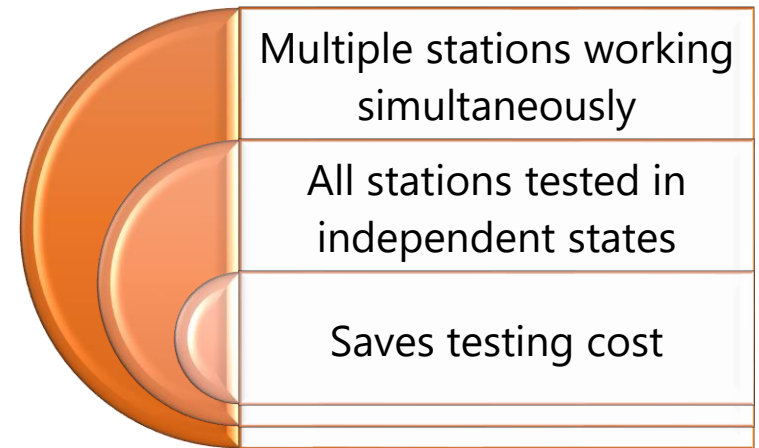 Multiple stations working
simultaneously
All stations tested in
independent states
Saves testing cost